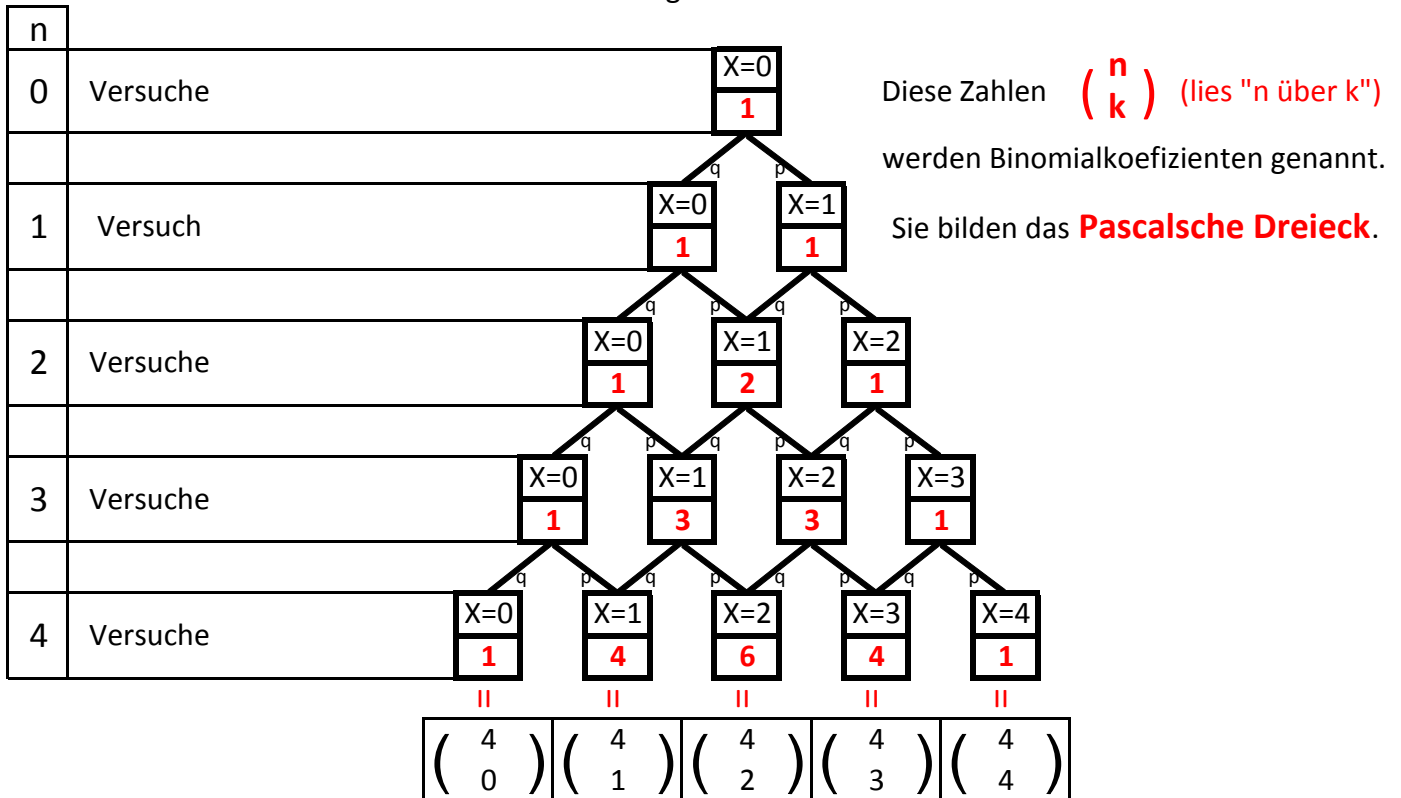 n
0 Versuche X=0 Diese Zahlen ( n k ) (lies "n über k")
1
q p werden Binomialkoefizienten genannt.
1 Versuch X=0 X=1 Sie bilden das Pascalsche Dreieck.
1 1
q p q p
2 Versuche X=0 X=1 X=2
1 2 1
q p q p q p
3 Versuche X=0 X=1 X=2 X=3
1 3 3 1
q p q p q p q p
4 Versuche X=0 X=1 X=2 X=3 X=4
1 4 6 4 1
= = = = =
( 4 0 ) ( 4 1 ) ( 4 2 ) ( 4 3 ) ( 4 4 )